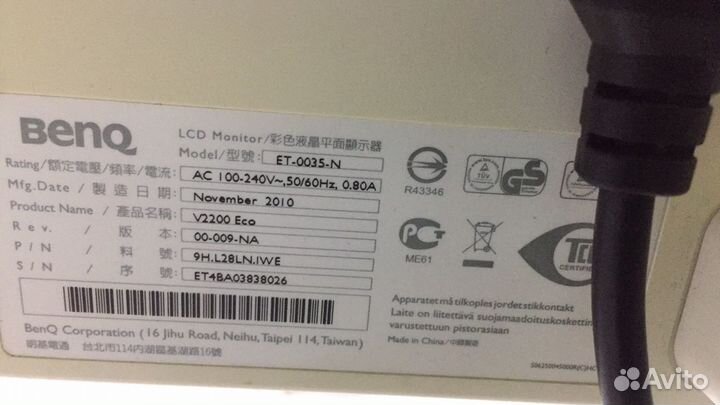 BenQ
LCD Monitor/彩色液晶平面顯示器
Model/型號: ET-0035-N
Rating/額定電壓/頻率/電流: AC 100-240V~,50/60Hz, 0.80A
Mfg.Date/製造日期: November 2010
Product Name/產品名稱: V2200 Eco
Rev./版本: 00-009-NA
P/N/料號: 9H.L28LN.IWE
S/N/序號: ET4BA03838026
BenQ Corporation (16 Jihu Road, Neihu, Taipei 114, Taiwan)
明基電通 台北市114內湖區基湖路16號
R43346
TÜV
GS
PCT
ME61
CERTIFIED
Apparatet må tilkoples jordet stikkontakt
Laite on liitettävä suojamaadoituskoskettimilla
varustettuun pistorasiaan
Made in China/中國製造
Avito